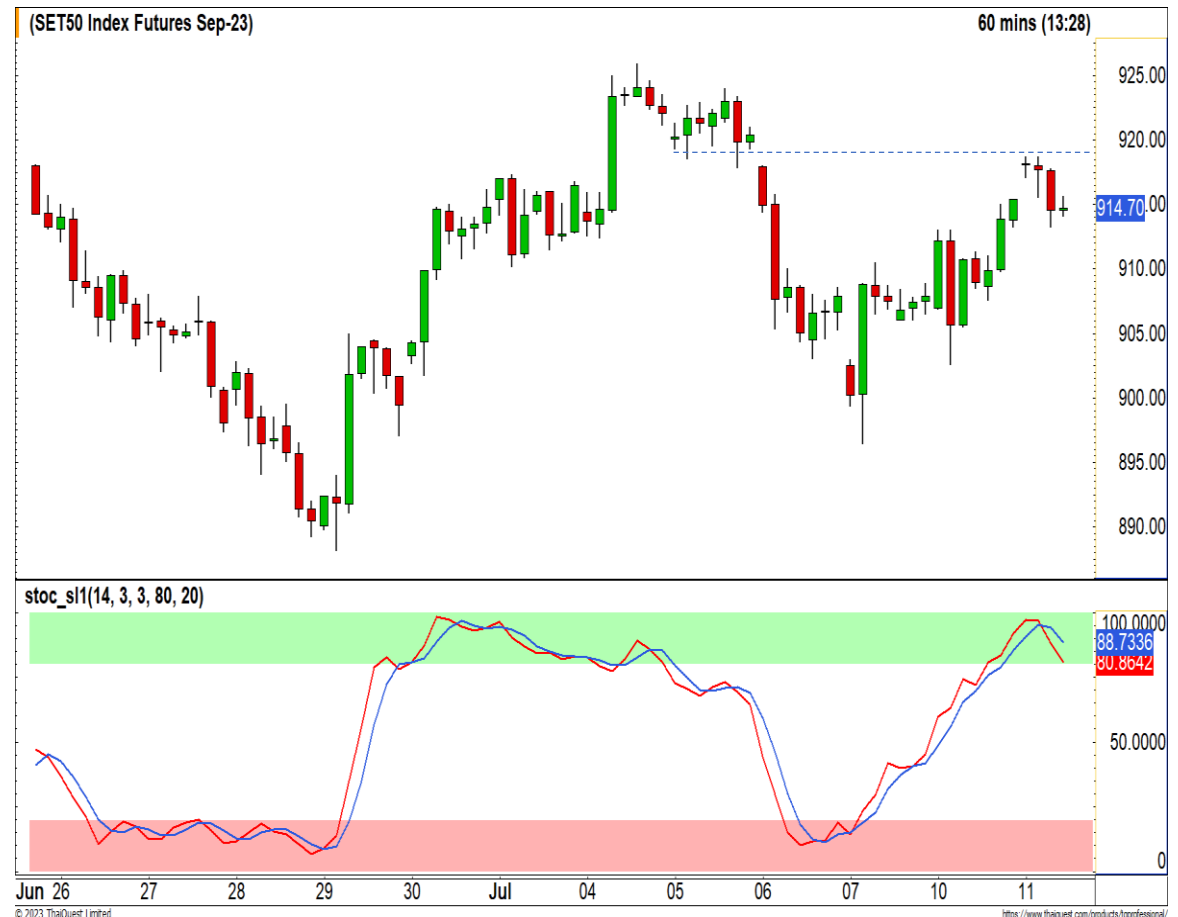 (SET50 Index Futures Sep-23)
60 mins (13:28)
925.00
920.00
914.70
.00
910.00
905.00
900.00
895.00
890.00
stoc_sl1(14, 3, 3, 80, 20)
100.0000
88.7336
80.8642
50.0000
0
Jun 26 27 28 29 30 Jul 04 05 06 07 10 11
© 2023 ThaiQuest Limited
https://www.thaiquest.com/products/taprofessional/